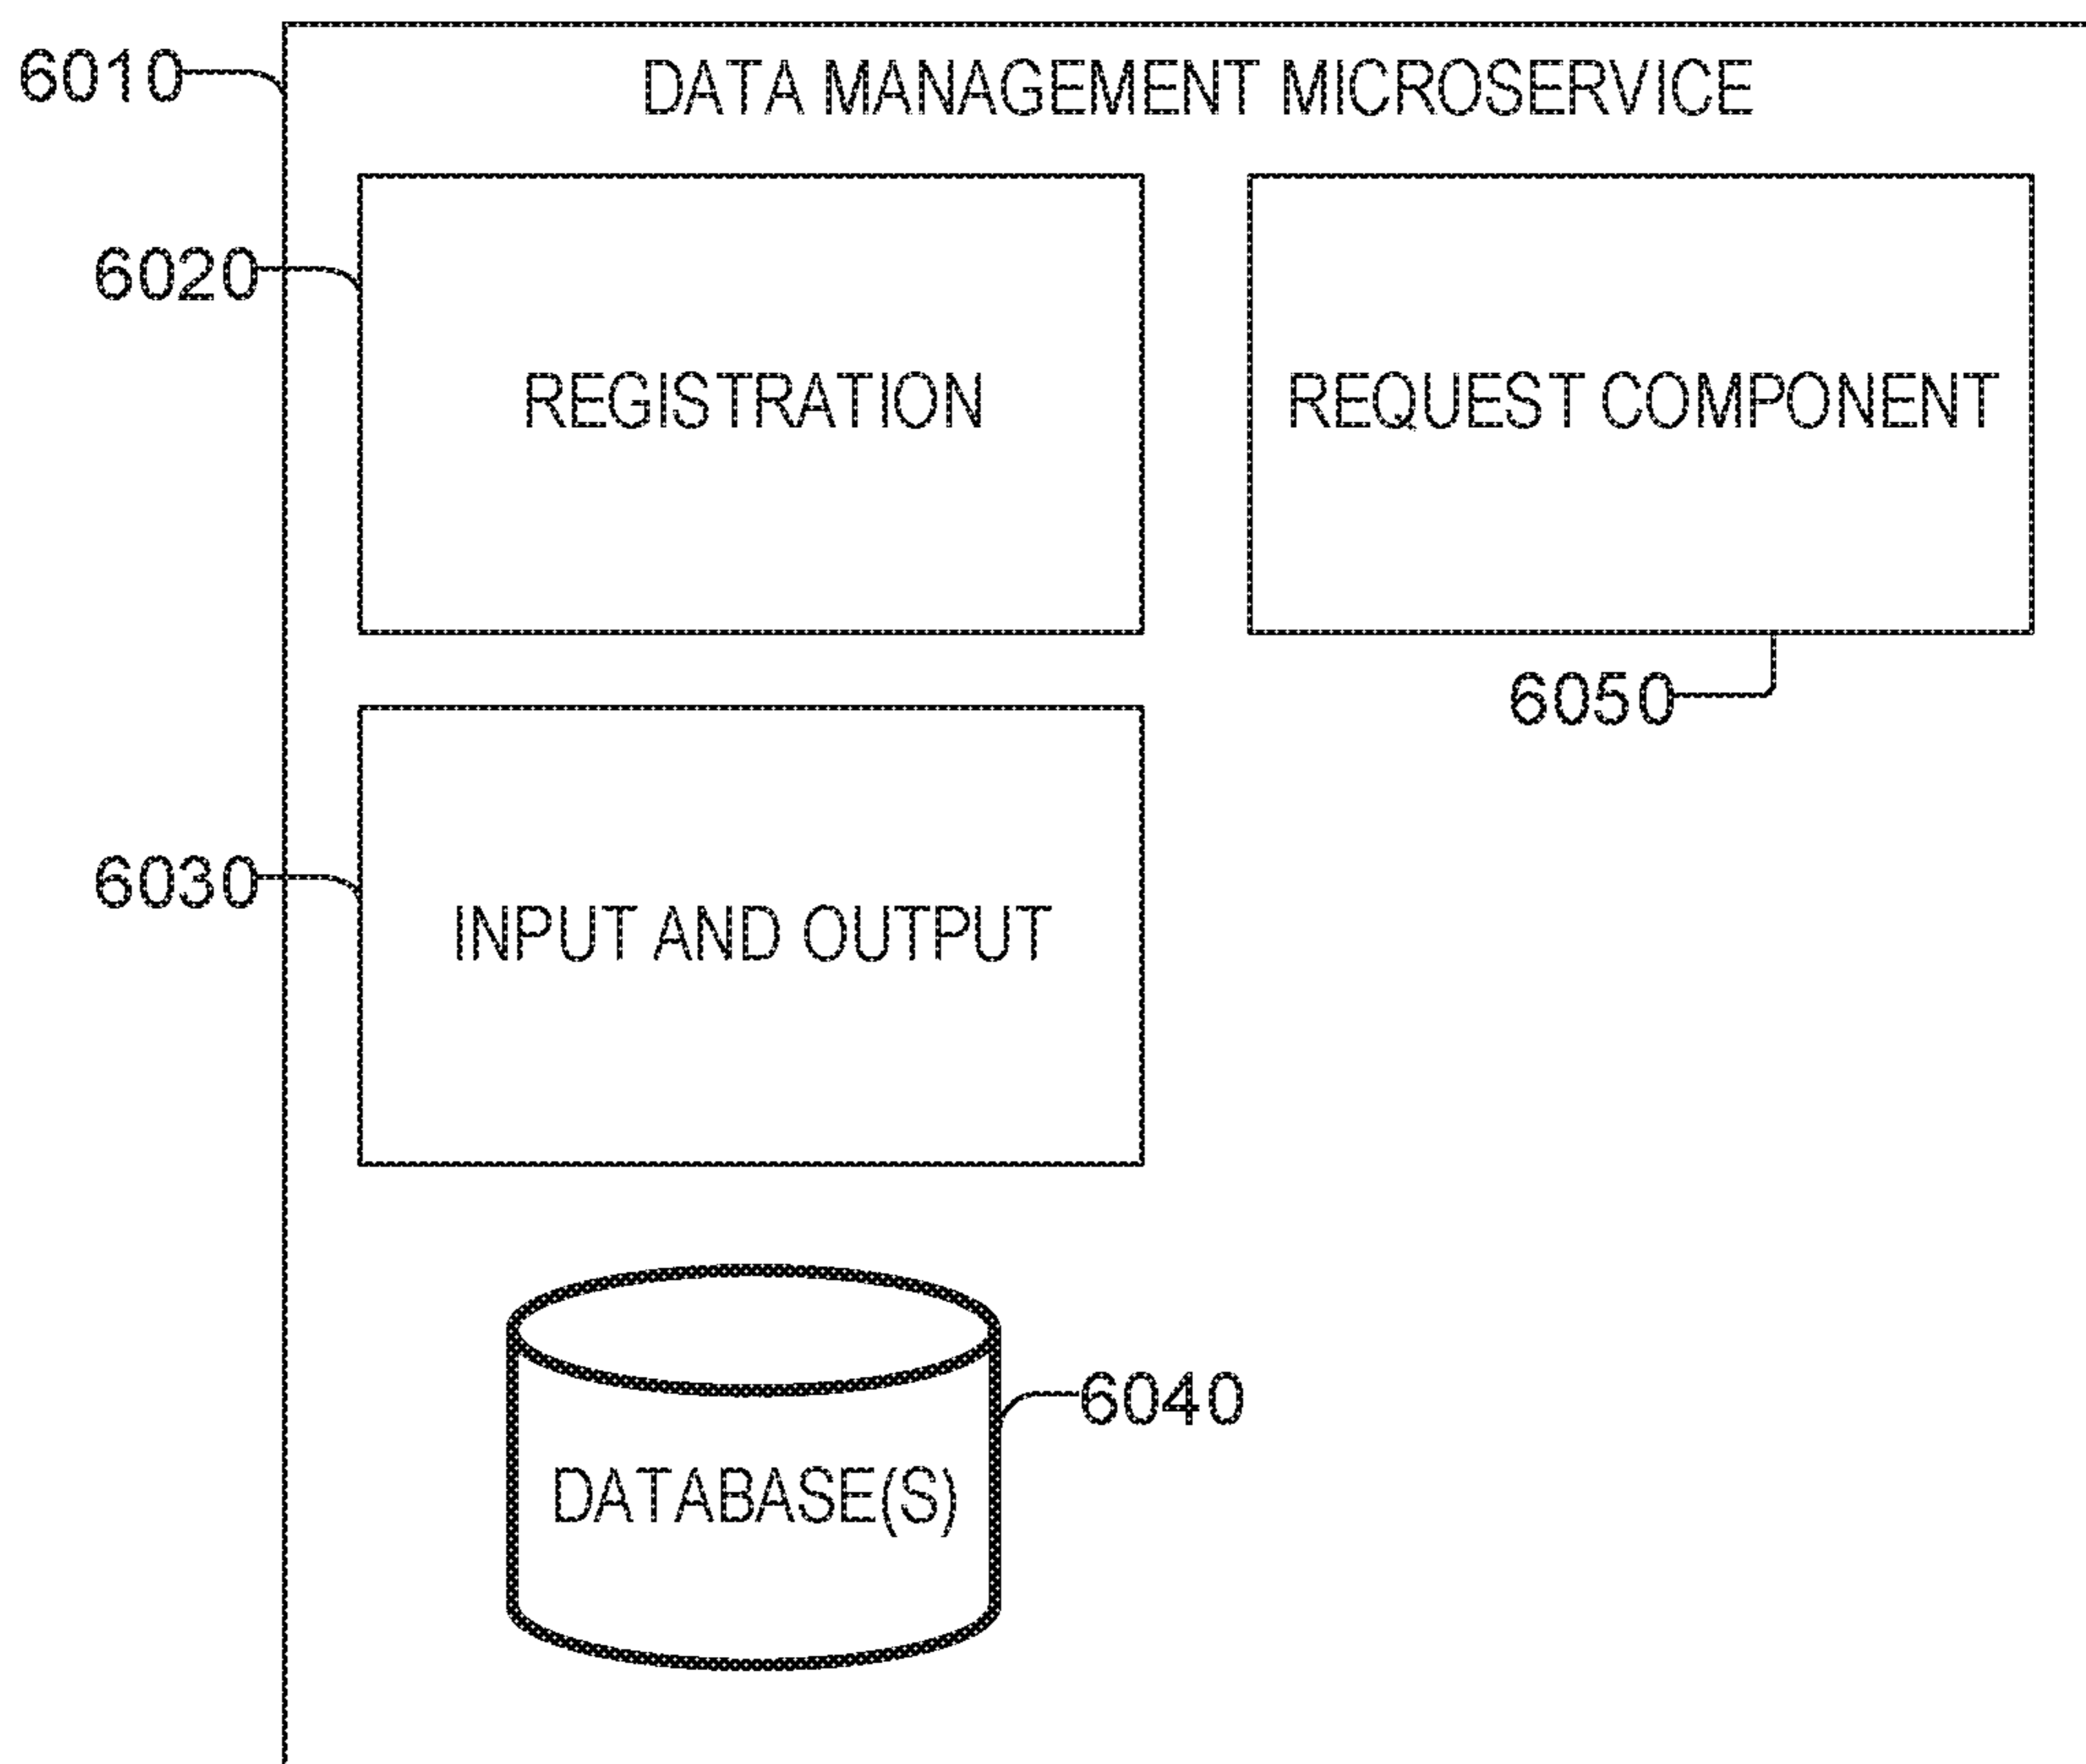 6010
DATA MANAGEMENT MICROSERVICE
6020
REGISTRATION
REQUEST COMPONENT
6050
6030
INPUT AND OUTPUT
6040
DATABASE(S)